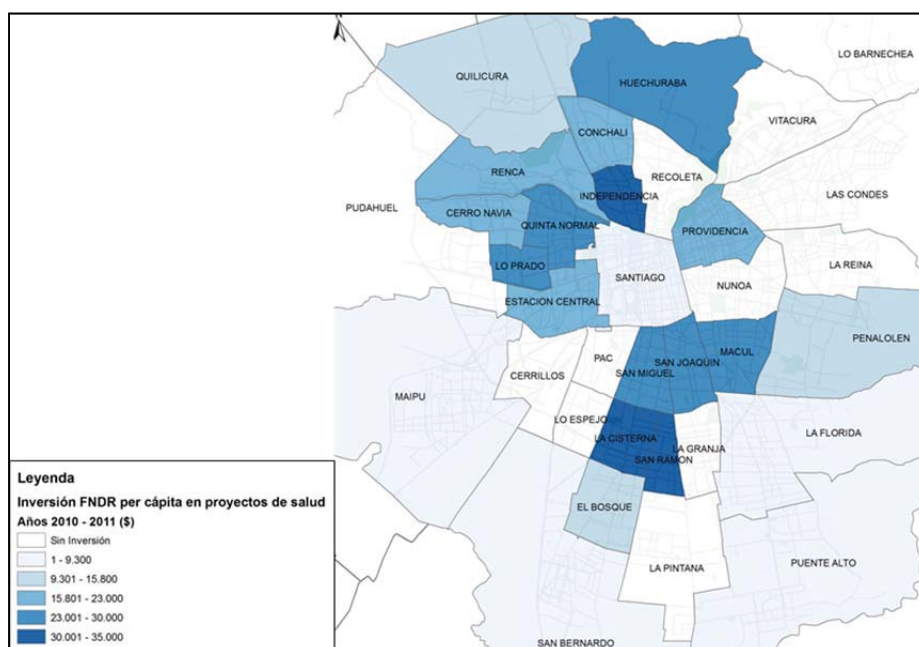 LO BARNECHEA
QUILICURA
HUECHURABA
VITACURA
CONCHALI
RENCA
RECOLETA
INDEPENDENCIA
LAS CONDES
PUDAHUEL
CERRO NAVIA
QUINTA NORMAL
PROVIDENCIA
LO PRADO
LA REINA
SANTIAGO
NUNOA
ESTACION CENTRAL
PENALOLEN
PAC
SAN JOAQUIN
MACUL
CERRILLOS
SAN MIGUEL
MAIPU
LO ESPEJO
LA FLORIDA
LA CISTERNA
LA GRANJA
SAN RAMON
EL BOSQUE
LA PINTANA
PUENTE ALTO
SAN BERNARDO
Leyenda
Inversión FNDR per cápita en proyectos de salud
Años 2010 - 2011 ($)
Sin Inversión
1 - 9.300
9.301 - 15.800
15.801 - 23.000
23.001 - 30.000
30.001 - 35.000